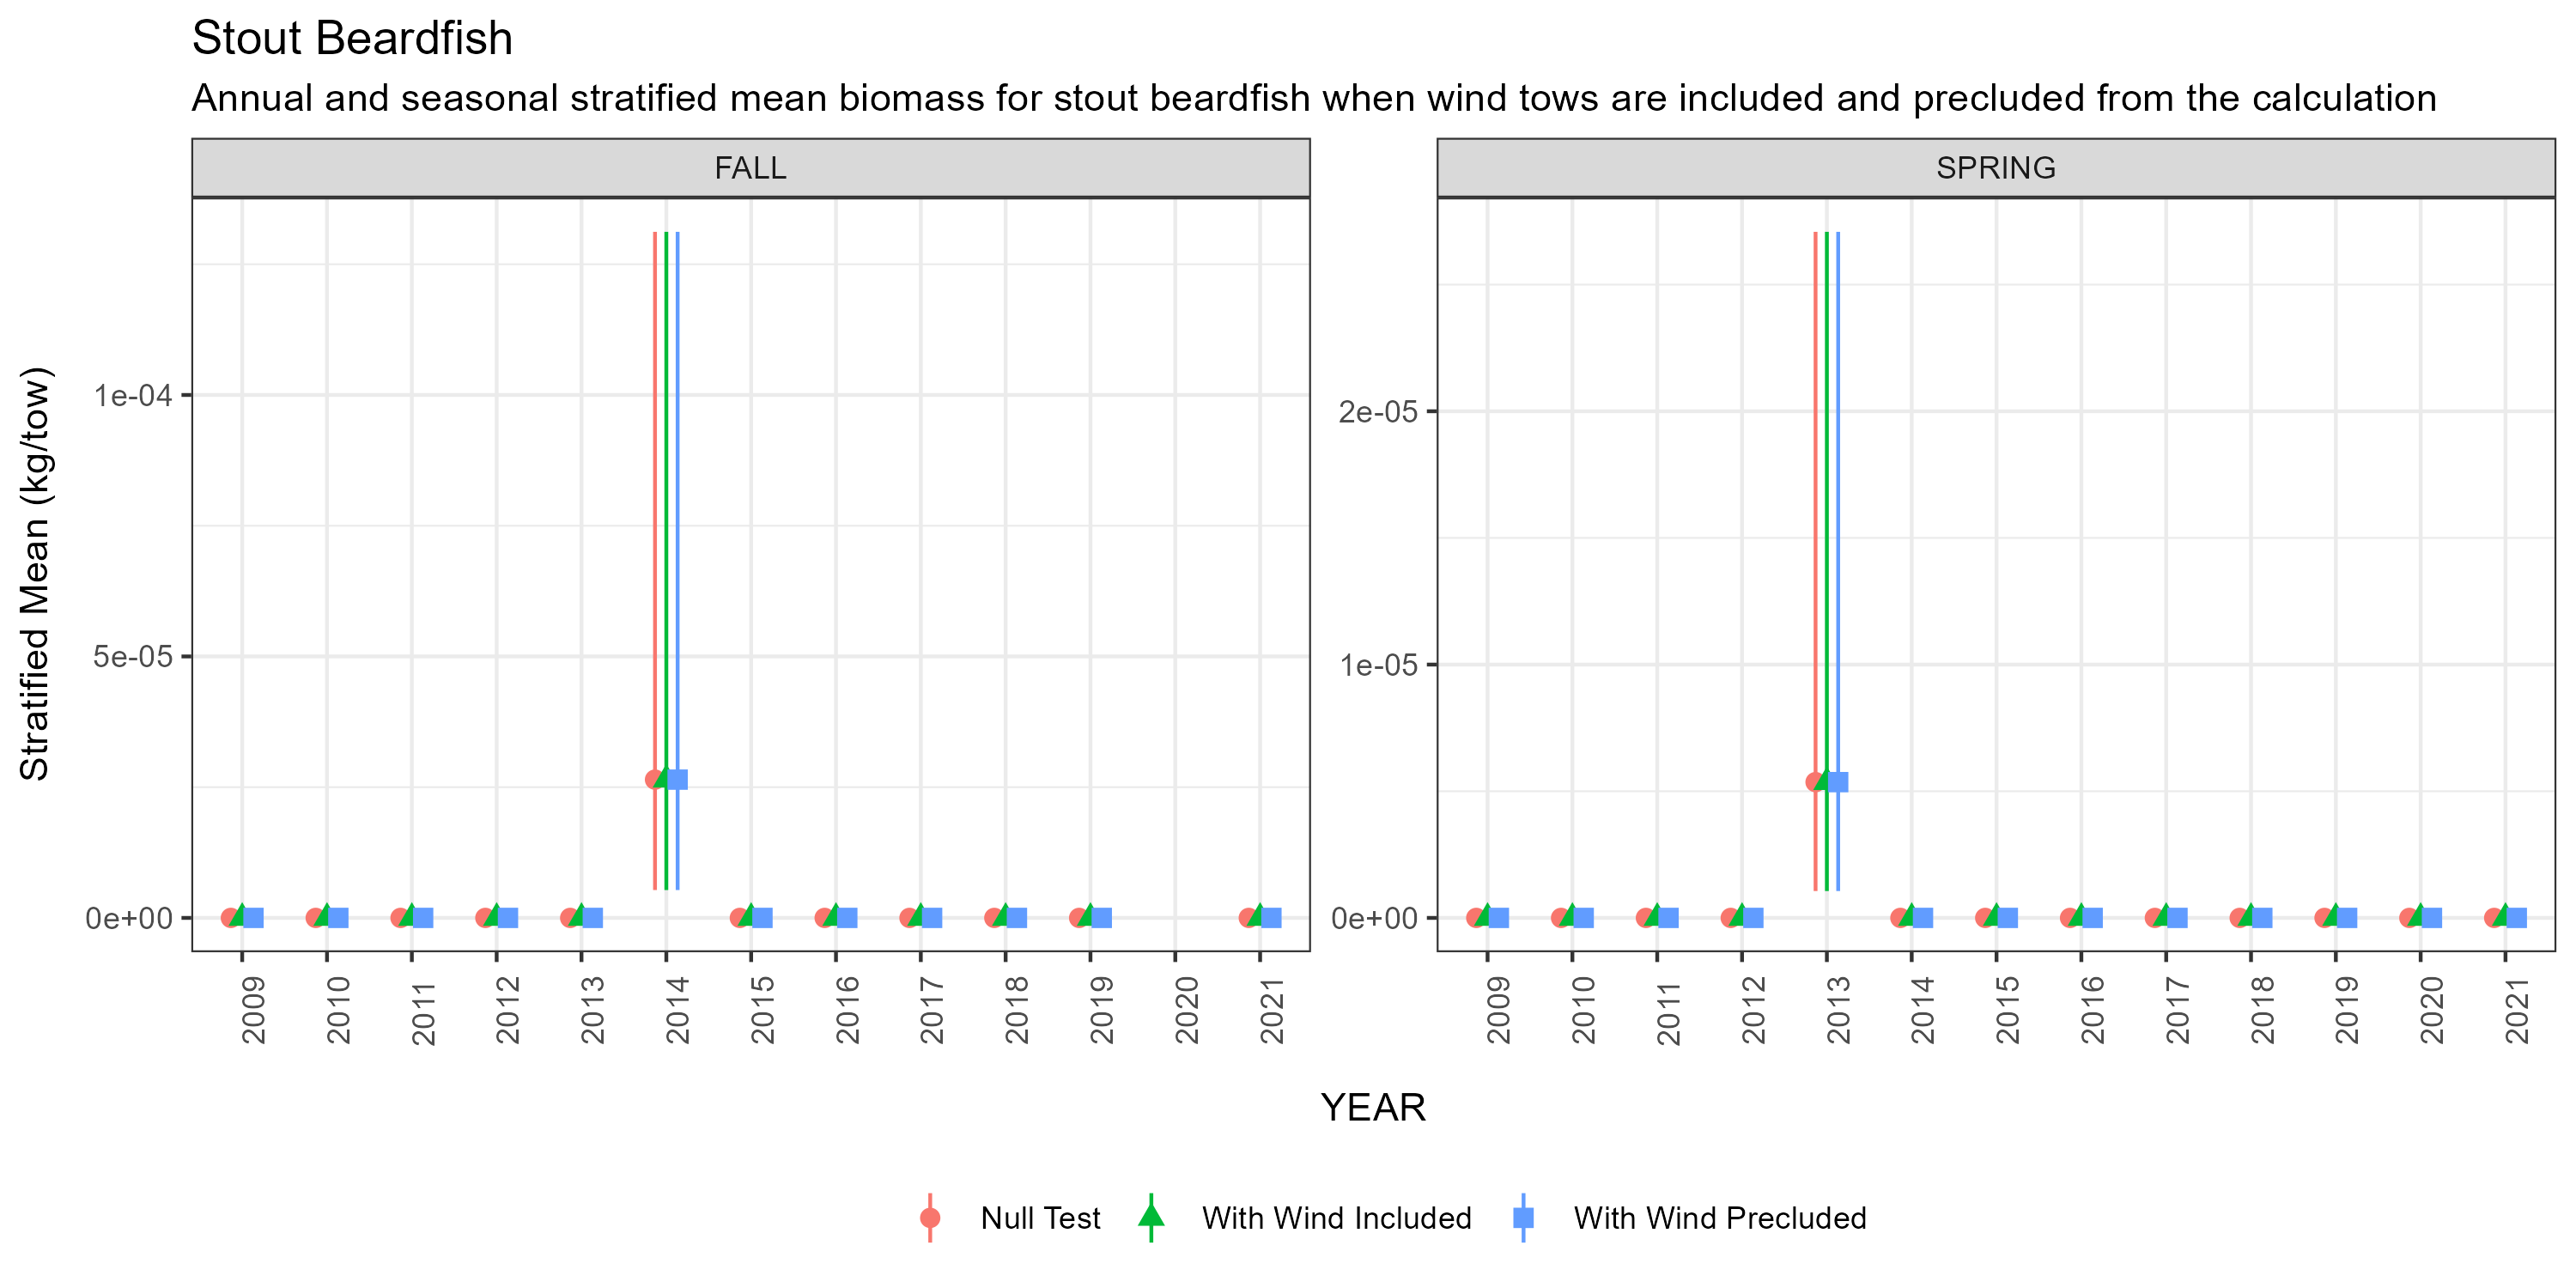 Stout Beardfish
Annual and seasonal stratified mean biomass for stout beardfish when wind tows are included and precluded from the calculation
FALL
SPRING
Stratified Mean (kg/tow)
1e-04
5e-05
0e+00
2e-05
1e-05
0e+00
2009 2010 2011 2012 2013 2014 2015 2016 2017 2018 2019 2020 2021
2009 2010 2011 2012 2013 2014 2015 2016 2017 2018 2019 2020 2021
YEAR
Null Test With Wind Included With Wind Precluded